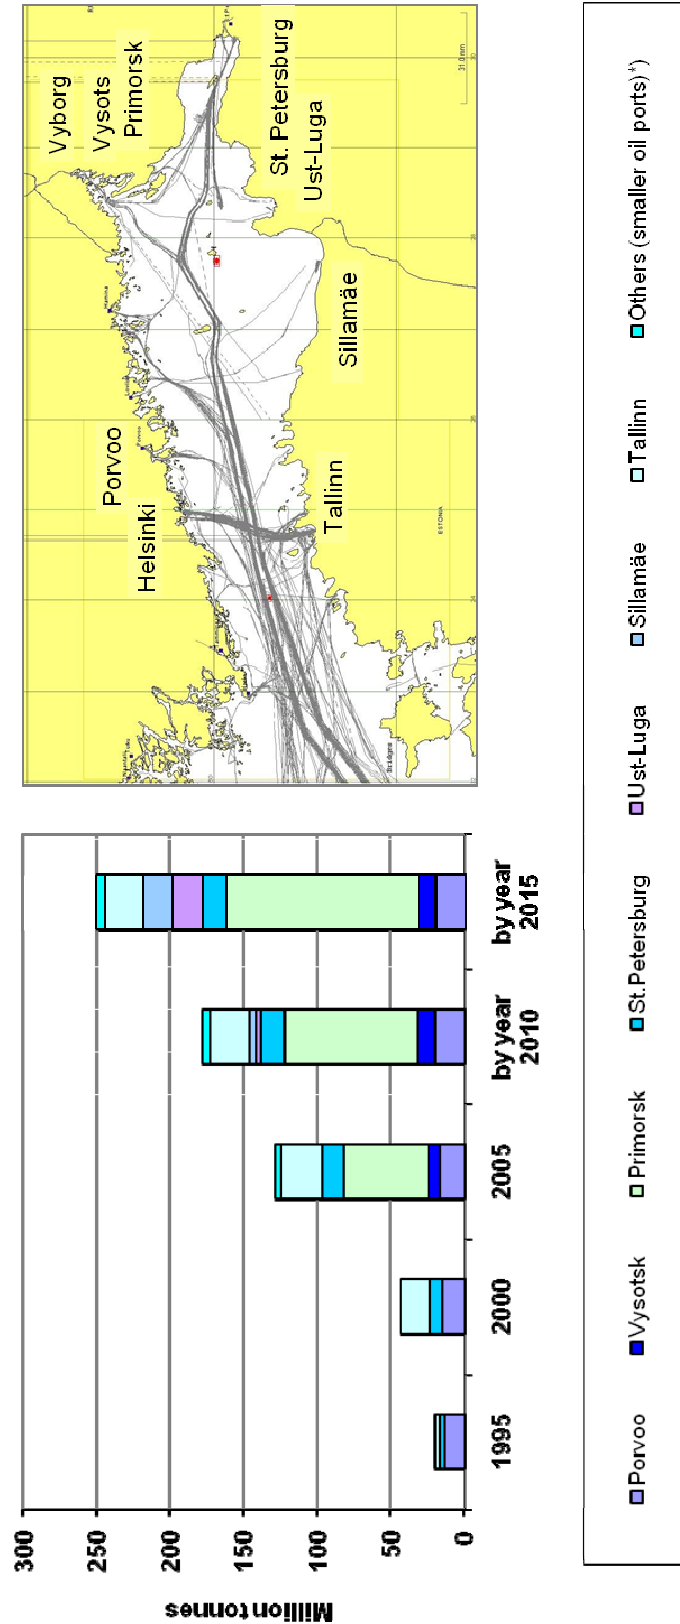 Million tonnes
300
250
200
150
100
50
0
1995
2000
2005
by year
2010
by year
2015
Vyborg
Vysots
Primorsk
St. Petersburg
Ust-Luga
Porvoo
Helsinki
Sillamäe
Tallinn
ESTONIA
Porvoo
Vysotsk
Primorsk
St.Petersburg
Ust-Luga
Sillamäe
Tallinn
Others (smaller oil ports)*)